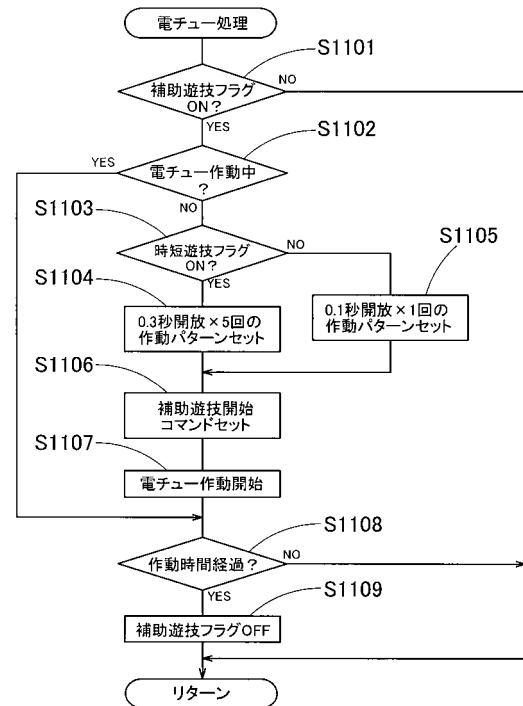 電チュー処理
S1101
補助遊技フラグ
ON?
NO
YES
S1102
電チュー作動中
?
YES
NO
S1103
時短遊技フラグ
ON?
NO
YES
S1104
0.3秒開放×5回の
作動パターンセット
S1105
0.1秒開放×1回の
作動パターンセット
S1106
補助遊技開始
コマンドセット
S1107
電チュー作動開始
S1108
作動時間経過?
NO
YES
S1109
補助遊技フラグOFF
リターン